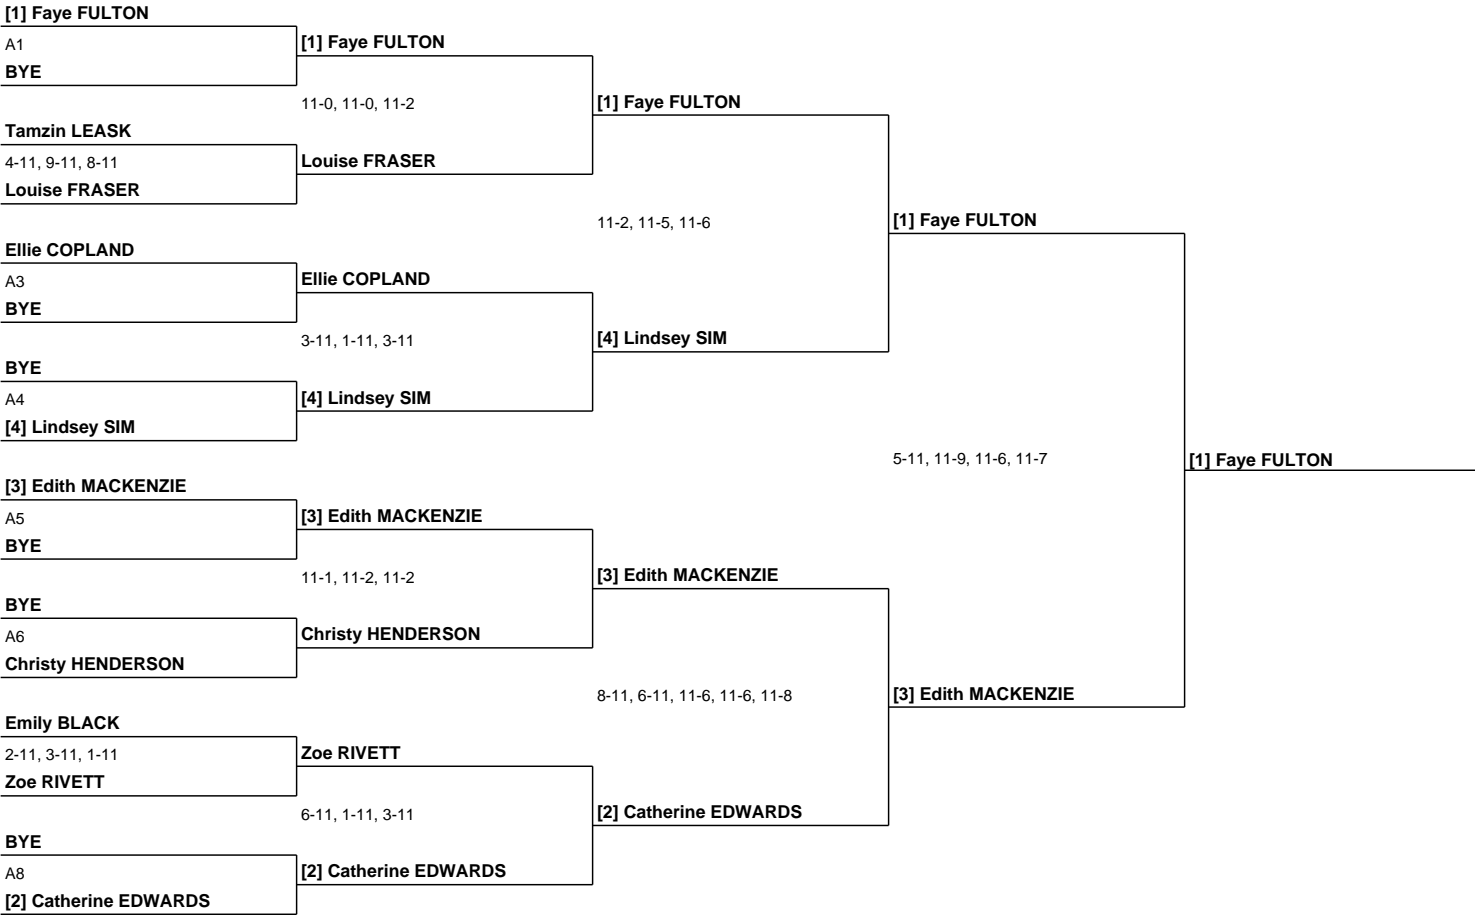 [1] Faye FULTON
A1
BYE
Tamzin LEASK
4-11, 9-11, 8-11
Louise FRASER
Ellie COPLAND
A3
BYE
BYE
A4
[4] Lindsey SIM
[3] Edith MACKENZIE
A5
BYE
BYE
A6
Christy HENDERSON
Emily BLACK
2-11, 3-11, 1-11
Zoe RIVETT
BYE
A8
[2] Catherine EDWARDS
[1] Faye FULTON
11-0, 11-0, 11-2
Louise FRASER
Ellie COPLAND
3-11, 1-11, 3-11
[4] Lindsey SIM
[3] Edith MACKENZIE
11-1, 11-2, 11-2
Christy HENDERSON
Zoe RIVETT
6-11, 1-11, 3-11
[2] Catherine EDWARDS
[1] Faye FULTON
11-2, 11-5, 11-6
[4] Lindsey SIM
[3] Edith MACKENZIE
8-11, 6-11, 11-6, 11-6, 11-8
[2] Catherine EDWARDS
[1] Faye FULTON
5-11, 11-9, 11-6, 11-7
[3] Edith MACKENZIE
[1] Faye FULTON